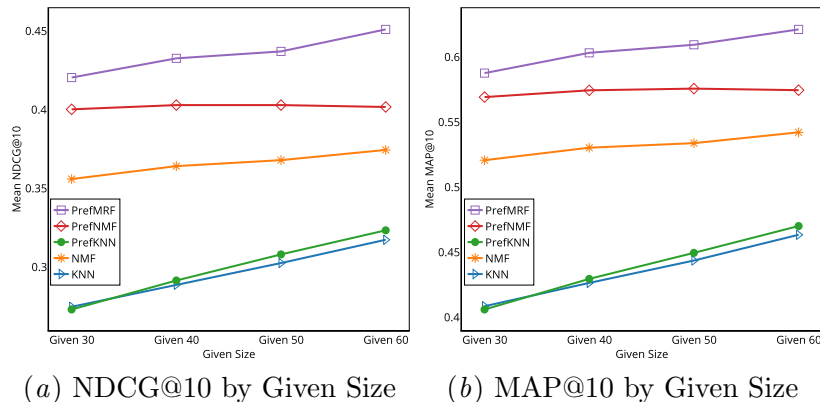 0.45
0.4
0.35
0.3
Mean NDCG@10
PrefMRF
PrefNMF
PrefKNN
NMF
KNN
Given 30
Given 40
Given 50
Given 60
Given Size
(a) NDCG@10 by Given Size
0.6
0.55
0.5
0.45
0.4
Mean MAP@10
PrefMRF
PrefNMF
PrefKNN
NMF
KNN
Given 30
Given 40
Given 50
Given 60
Given Size
(b) MAP@10 by Given Size